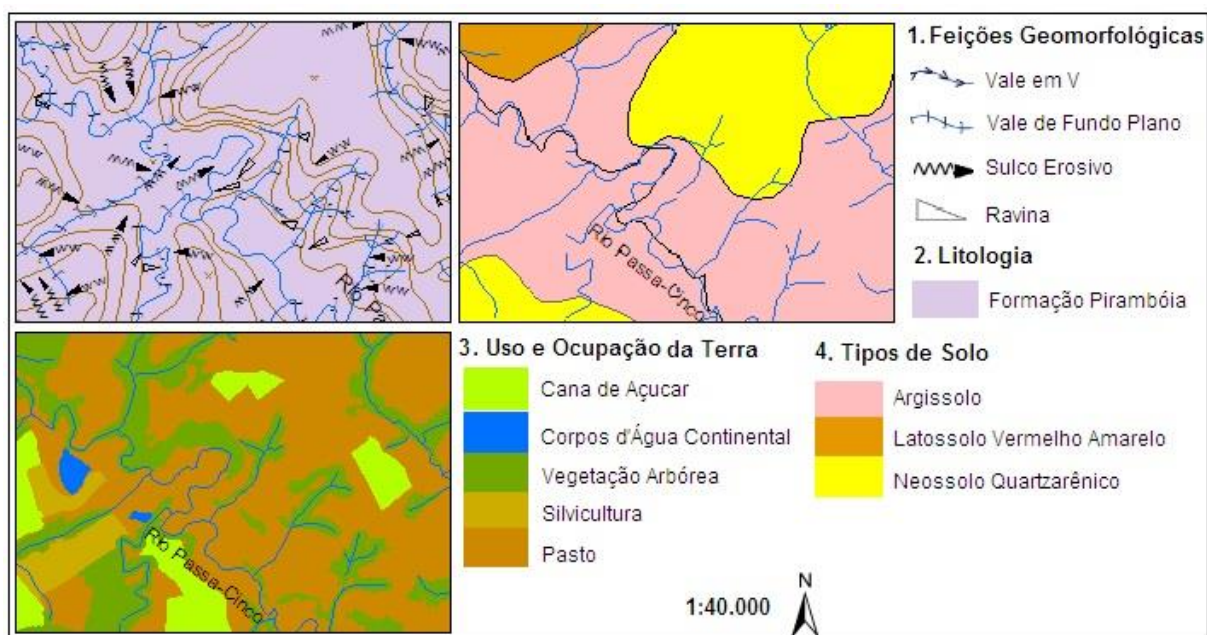 1. Feições Geomorfológicas
Vale em V
Vale de Fundo Plano
Sulco Erosivo
Ravina
2. Litologia
Formação Pirambóia
Rio Pa
Rio Passa-Cinco
3. Uso e Ocupação da Terra
Cana de Açucar
Corpos d'Água Continental
Vegetação Arbórea
Silvicultura
Pasto
4. Tipos de Solo
Argissolo
Latossolo Vermelho Amarelo
Neossolo Quartzarênico
Rio Passa-Cinco
1:40.000
N